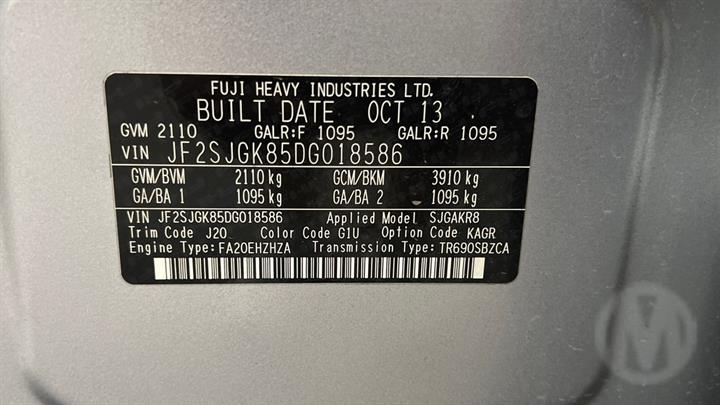 FUJI HEAVY INDUSTRIES LTD.
BUILT DATE OCT 13
GVM 2110 GALR:F 1095 GALR:R 1095
VIN JF2SJGK85DG018586
GVM/BVM 2110 kg GCM/BKM 3910 kg
GA/BA 1 1095 kg GA/BA 2 1095 kg
VIN JF2SJGK85DG018586 Applied Model SJGAKR8
Trim Code J20 Color Code G1U Option Code KAGR
Engine Type FA20EHZHZA Transmission Type TR690SBZCA
M